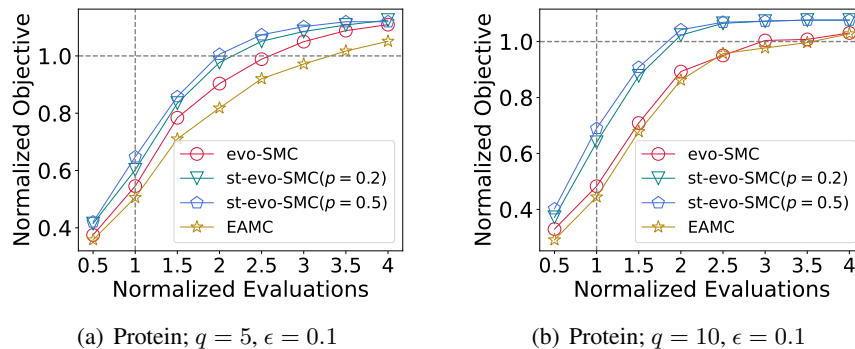 Normalized Objective
1.0
0.8
0.6
0.4
evo-SMC
st-evo-SMC(p = 0.2)
st-evo-SMC(p = 0.5)
EAMC
0.5 1 1.5 2 2.5 3 3.5 4
Normalized Evaluations
(a) Protein; q = 5, ϵ = 0.1
Normalized Objective
1.0
0.8
0.6
0.4
evo-SMC
st-evo-SMC(p = 0.2)
st-evo-SMC(p = 0.5)
EAMC
0.5 1 1.5 2 2.5 3 3.5 4
Normalized Evaluations
(b) Protein; q = 10, ϵ = 0.1